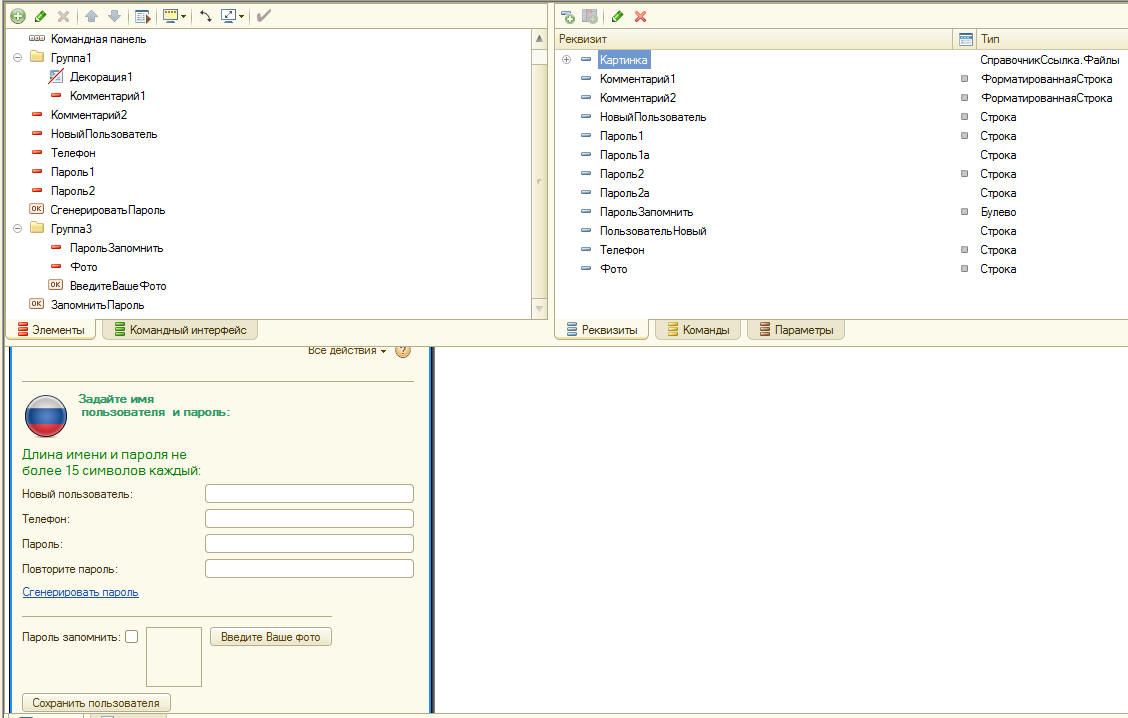 Командная панель
Группа1
Декорация1
Комментарий1
Комментарий2
НовыйПользователь
Телефон
Пароль1
Пароль2
OK СгенерироватьПароль
Группа3
ПарольЗапомнить
Фото
OK ВведитеВашеФото
OK ЗапомнитьПароль
Элементы
Командный интерфейс
Реквизит
Тип
Картинка
СправочникСсылка.Файлы
Комментарий1
ФорматированнаяСтрока
Комментарий2
ФорматированнаяСтрока
НовыйПользователь
Строка
Пароль1
Строка
Пароль1а
Строка
Пароль2
Строка
Пароль2а
Строка
ПарольЗапомнить
Булево
ПользовательНовый
Строка
Телефон
Строка
Фото
Строка
Реквизиты
Команды
Параметры
Все действия
?
Задайте имя
пользователя и пароль:
Длина имени и пароля не
более 15 символов каждый:
Новый пользователь:
Телефон:
Пароль:
Повторите пароль:
Сгенерировать пароль
Пароль запомнить:
Введите Ваше фото
Сохранить пользователя